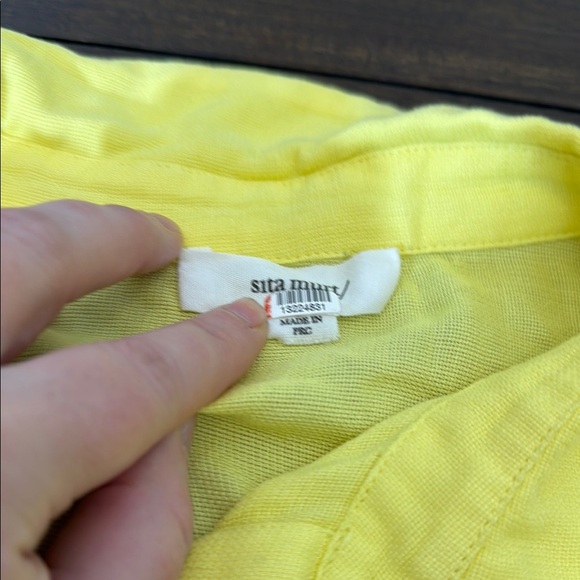 sita murt/
13224831
MADE IN
PRC